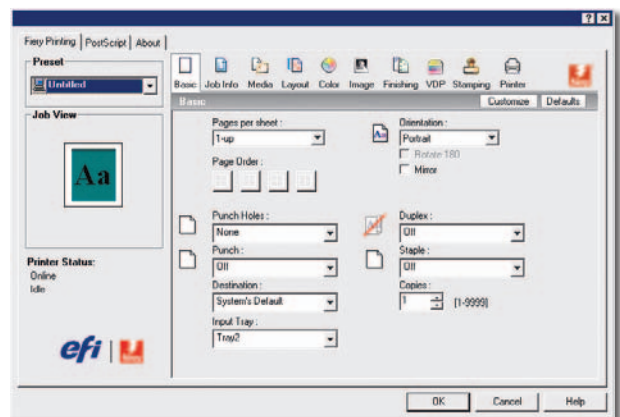 Fiery Printing PostScript About
Preset
Untitled
Basic Job Info Media Layout Color Image Finishing VDP Stamping Printer
Basic Customize Defaults
Job View
Aa
Pages per sheet :
1-up
Orientation :
Portrait
Rotate 180
Mirror
Page Order :
Punch Holes :
None
Duplex :
Off
Punch :
Off
Staple :
Off
Destination :
System's Default
Copies :
1 [1-9999]
Input Tray :
Tray2
Printer Status:
Online
Idle
efi
OK Cancel Help